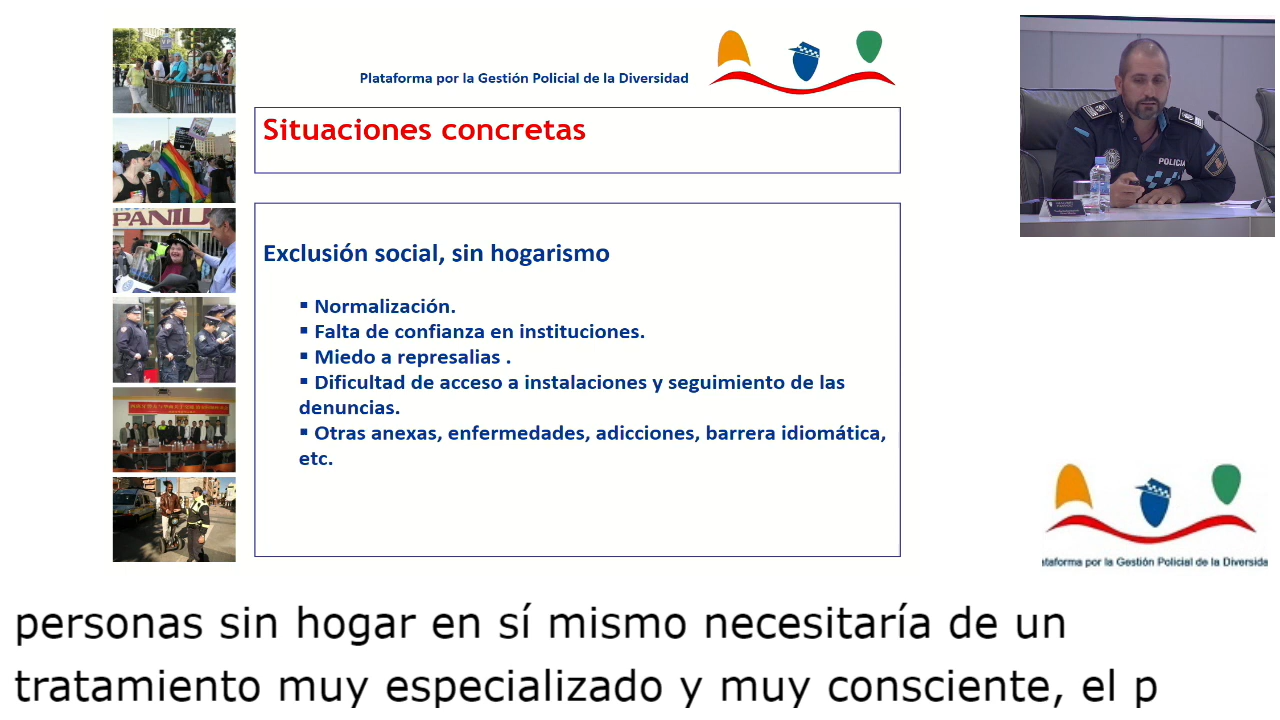 Plataforma por la Gestión Policial de la Diversidad
Situaciones concretas
Exclusión social, sin hogarismo
▪ Normalización.
▪ Falta de confianza en instituciones.
▪ Miedo a represalias .
▪ Dificultad de acceso a instalaciones y seguimiento de las
denuncias.
▪ Otras anexas, enfermedades, adicciones, barrera idiomática,
etc.
PANIL
POLICIA
ataforma por la Gestión Policial de la Diversida
personas sin hogar en sí mismo necesitaría de un
tratamiento muy especializado y muy consciente, el p